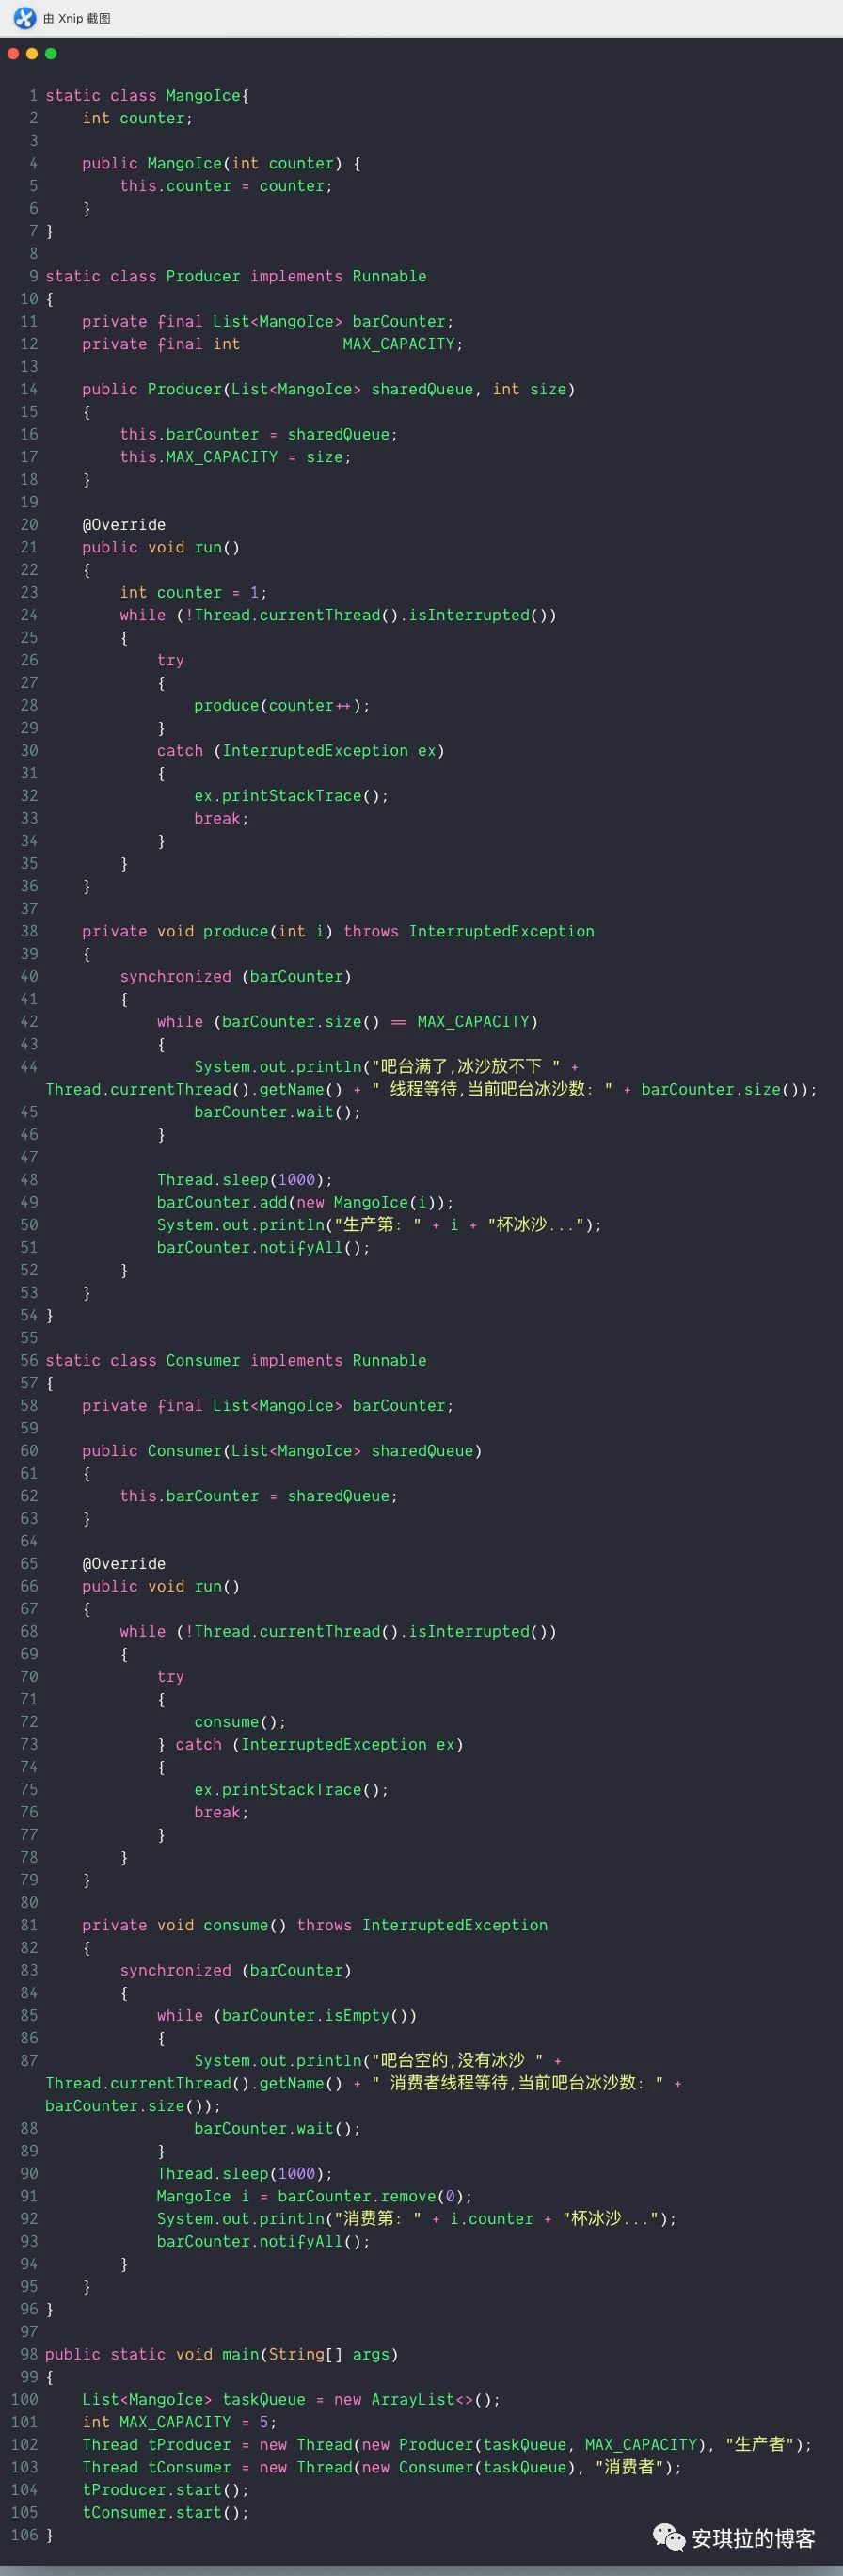 由 Xnip 截图
1 static class MangoIce{
2     int counter;
3
4     public MangoIce(int counter) {
5         this.counter = counter;
6     }
7 }
8
9 static class Producer implements Runnable
10 {
11     private final List<MangoIce> barCounter;
12     private final int           MAX_CAPACITY;
13
14     public Producer(List<MangoIce> sharedQueue, int size)
15     {
16         this.barCounter = sharedQueue;
17         this.MAX_CAPACITY = size;
18     }
19
20     @Override
21     public void run()
22     {
23         int counter = 1;
24         while (!Thread.currentThread().isInterrupted())
25         {
26             try
27             {
28                 produce(counter++);
29             }
30             catch (InterruptedException ex)
31             {
32                 ex.printStackTrace();
33                 break;
34             }
35         }
36     }
37
38     private void produce(int i) throws InterruptedException
39     {
40         synchronized (barCounter)
41         {
42             while (barCounter.size() == MAX_CAPACITY)
43             {
44                 System.out.println("吧台满了,冰沙放不下 " +
Thread.currentThread().getName() + " 线程等待,当前吧台冰沙数: " + barCounter.size());
45                 barCounter.wait();
46             }
47
48             Thread.sleep(1000);
49             barCounter.add(new MangoIce(i));
50             System.out.println("生产第: " + i + "杯冰沙...");
51             barCounter.notifyAll();
52         }
53     }
54 }
55
56 static class Consumer implements Runnable
57 {
58     private final List<MangoIce> barCounter;
59
60     public Consumer(List<MangoIce> sharedQueue)
61     {
62         this.barCounter = sharedQueue;
63     }
64
65     @Override
66     public void run()
67     {
68         while (!Thread.currentThread().isInterrupted())
69         {
70             try
71             {
72                 consume();
73             } catch (InterruptedException ex)
74             {
75                 ex.printStackTrace();
76                 break;
77             }
78         }
79     }
80
81     private void consume() throws InterruptedException
82     {
83         synchronized (barCounter)
84         {
85             while (barCounter.isEmpty())
86             {
87                 System.out.println("吧台空的,没有冰沙 " +
Thread.currentThread().getName() + " 消费者线程等待,当前吧台冰沙数: " +
barCounter.size());
88                 barCounter.wait();
89             }
90             Thread.sleep(1000);
91             MangoIce i = barCounter.remove(0);
92             System.out.println("消费第: " + i.counter + "杯冰沙...");
93             barCounter.notifyAll();
94         }
95     }
96 }
97
98 public static void main(String[] args)
99 {
100     List<MangoIce> taskQueue = new ArrayList<>();
101     int MAX_CAPACITY = 5;
102     Thread tProducer = new Thread(new Producer(taskQueue, MAX_CAPACITY), "生产者");
103     Thread tConsumer = new Thread(new Consumer(taskQueue), "消费者");
104     tProducer.start();
105     tConsumer.start();
106 }
安琪拉的博客